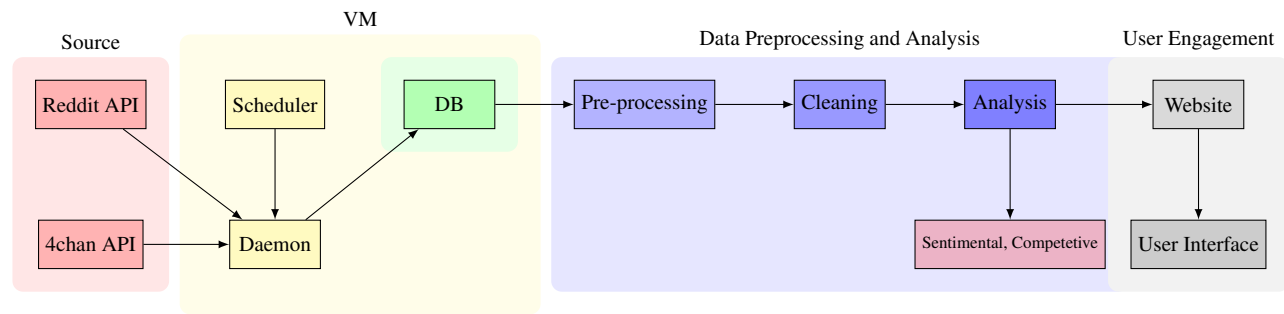 VM
Source
Data Preprocessing and Analysis
User Engagement
Reddit API
Scheduler
DB
Pre-processing
Cleaning
Analysis
Website
4chan API
Daemon
Sentimental, Competetive
User Interface